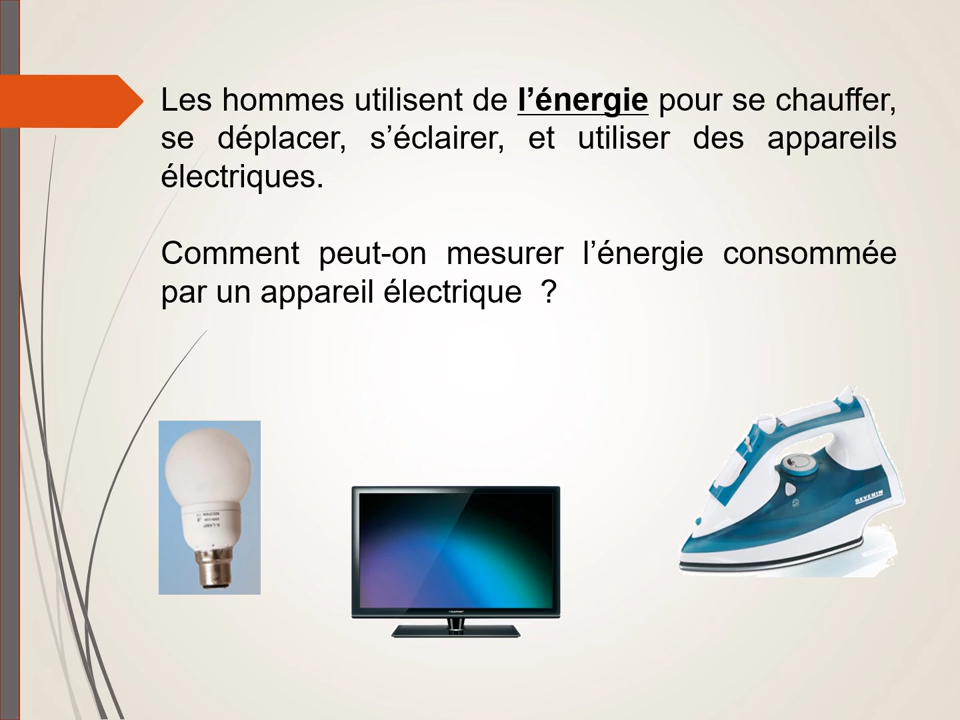 Les hommes utilisent de l’énergie pour se chauffer,
se déplacer, s’éclairer, et utiliser des appareils
électriques.
Comment peut-on mesurer l’énergie consommée
par un appareil électrique  ?
SEVERIN